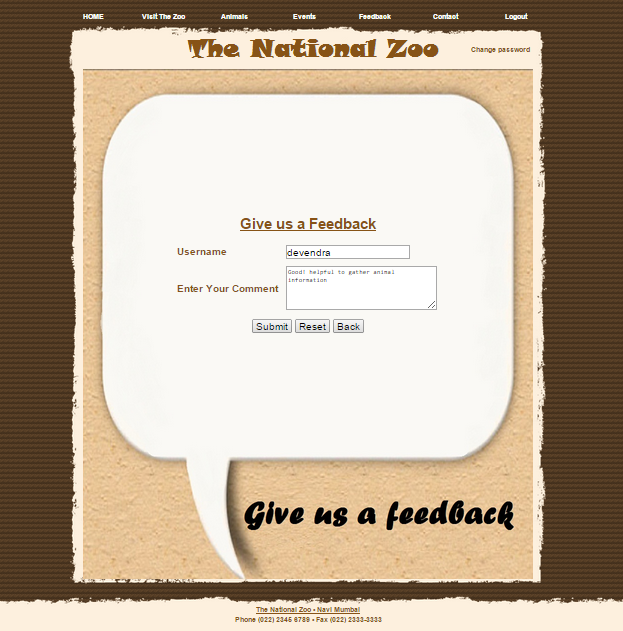 HOME Visit The Zoo Animals Events Feedback Contact Logout
The National Zoo
Change password
Give us a Feedback
Username devendra
Enter Your Comment
Good! helpful to gather animal
information
Submit Reset Back
Give us a feedback
The National Zoo • Navi Mumbai
Phone (022) 2345 6789 • Fax (022) 2333-3333